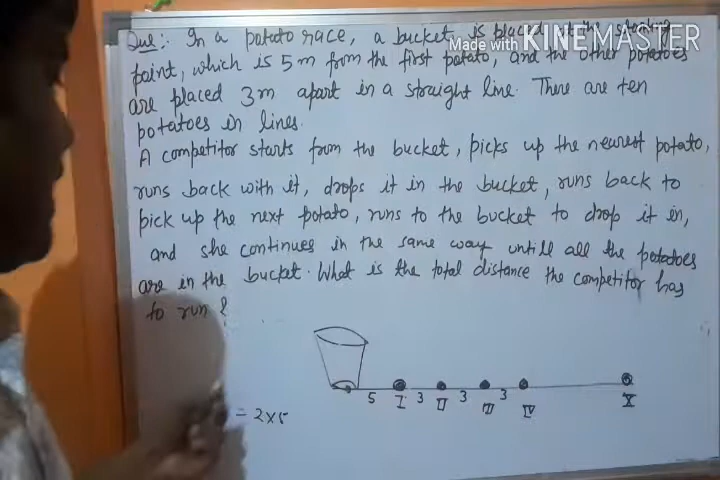 Que:- In a potato race, a bucket is placed at the starting
Made with KINEMASTER
point, which is 5 m from the first potato, and the other potatoes
are placed 3m apart in a straight line. There are ten
potatoes in lines.
A competitor starts from the bucket, picks up the nearest potato,
runs back with it, drops it in the bucket, runs back to
pick up the next potato, runs to the bucket to drop it in,
and she continues in the same way untill all the potatoes
are in the bucket. What is the total distance the competitor has
to run ?
5 I 3 II 3 III 3 IV X
= 2×5